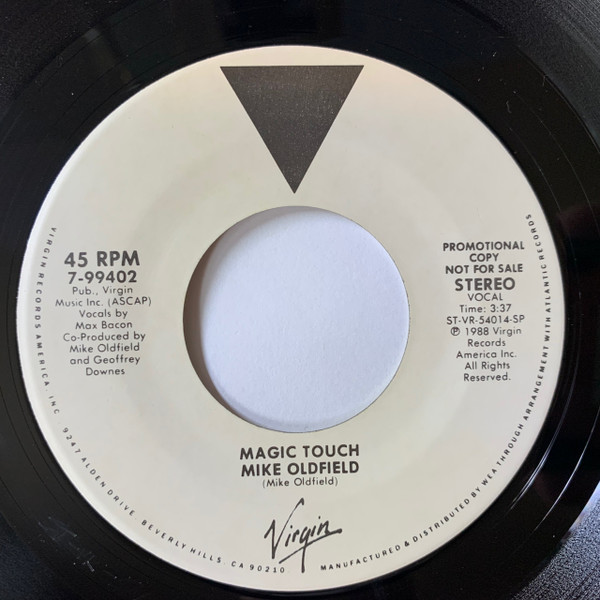 45 RPM
7-99402
Pub., Virgin
Music Inc. (ASCAP)
Vocals by
Max Bacon
Co-Produced by
Mike Oldfield
and Geoffrey
Downes
PROMOTIONAL
COPY
NOT FOR SALE
STEREO
VOCAL
Time: 3:37
ST-VR-54014-SP
℗ 1988 Virgin
Records
America Inc.
All Rights
Reserved.
MAGIC TOUCH
MIKE OLDFIELD
(Mike Oldfield)
Virgin
VIRGIN RECORDS AMERICA, INC. 9247 ALDEN DRIVE BEVERLY HILLS, CA 90210
MANUFACTURED & DISTRIBUTED BY WEA THROUGH ARRANGEMENT WITH ATLANTIC RECORDS